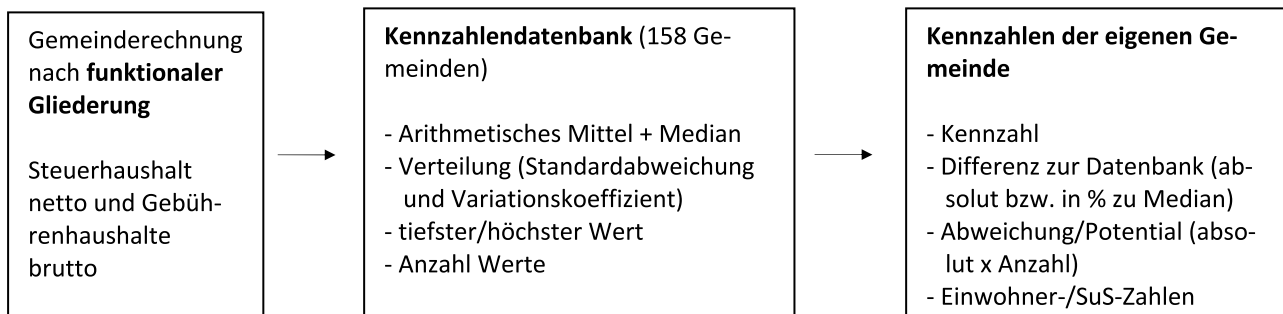 Gemeinderechnung
nach funktionaler
Gliederung
Steuerhaushalt
netto und Gebüh-
renhaushalte
brutto
Kennzahlendatenbank (158 Ge-
meinden)
- Arithmetisches Mittel + Median
- Verteilung (Standardabweichung
und Variationskoeffizient)
- tiefster/höchster Wert
- Anzahl Werte
Kennzahlen der eigenen Ge-
meinde
- Kennzahl
- Differenz zur Datenbank (ab-
solut bzw. in % zu Median)
- Abweichung/Potential (abso-
lut x Anzahl)
- Einwohner-/SuS-Zahlen